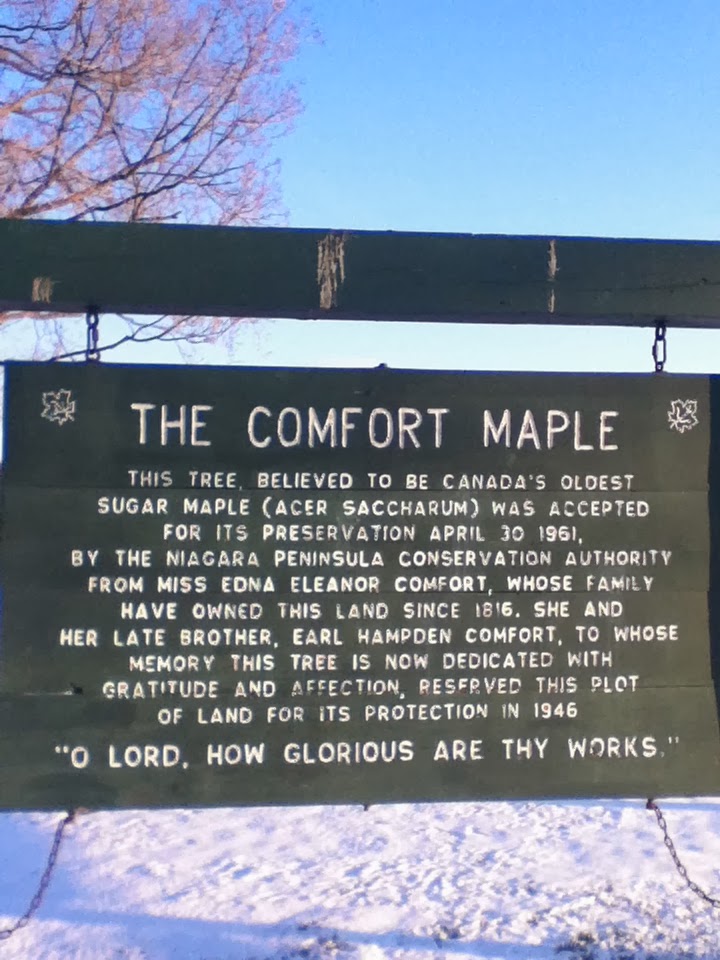 THE COMFORT MAPLE
THIS TREE, BELIEVED TO BE CANADA'S OLDEST
SUGAR MAPLE (ACER SACCHARUM) WAS ACCEPTED
FOR ITS PRESERVATION APRIL 30 1961,
BY THE NIAGARA PENINSULA CONSERVATION AUTHORITY
FROM MISS EDNA ELEANOR COMFORT, WHOSE FAMILY
HAVE OWNED THIS LAND SINCE 1816. SHE AND
HER LATE BROTHER, EARL HAMPDEN COMFORT, TO WHOSE
MEMORY THIS TREE IS NOW DEDICATED WITH
GRATITUDE AND AFFECTION, RESERVED THIS PLOT
OF LAND FOR ITS PROTECTION IN 1946
"O LORD, HOW GLORIOUS ARE THY WORKS."